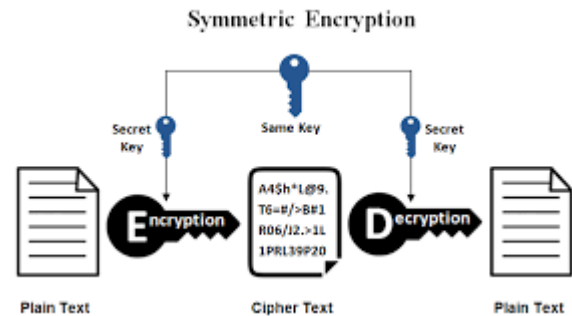 Symmetric Encryption
Secret
Key
Same Key
Secret
Key
Encryption
A4$h*L@9.
T6=#/>B#1
R06/J2.>1L
1PRL39P20
Decryption
Plain Text
Cipher Text
Plain Text